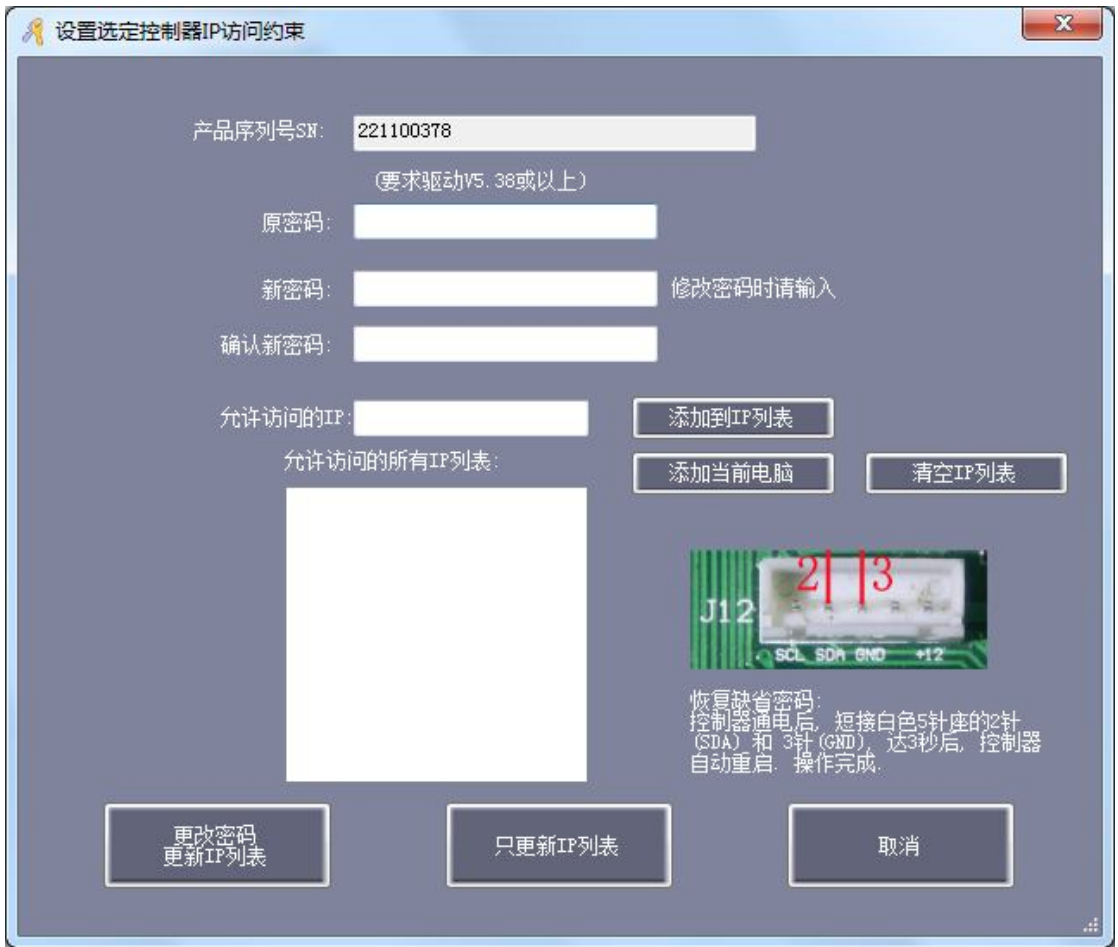 设置选定控制器IP访问约束
X
产品序列号SN:
221100378
(要求驱动V5.38或以上)
原密码:
新密码:
修改密码时请输入
确认新密码:
允许访问的IP:
添加到IP列表
允许访问的所有IP列表:
添加当前电脑
清空IP列表
2 3
J12
SCL SDA GND +12
恢复缺省密码:
控制器通电后, 短接白色5针座的2针
(SDA) 和 3针(GND), 达3秒后, 控制器
自动重启. 操作完成.
更改密码
更新IP列表
只更新IP列表
取消